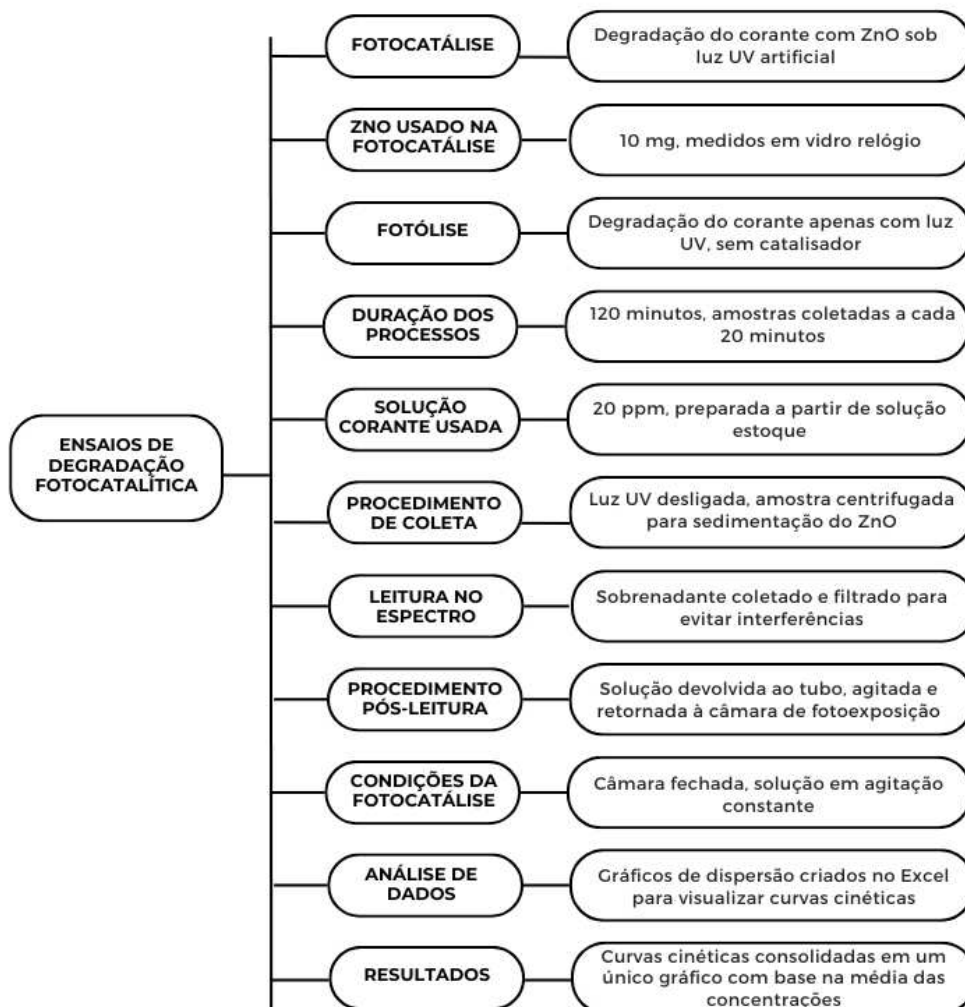 ENSAIOS DE
DEGRADAÇÃO
FOTOCATALÍTICA
FOTOCATÁLISE
Degradação do corante com ZnO sob
luz UV artificial
ZNO USADO NA
FOTOCATÁLISE
10 mg, medidos em vidro relógio
FOTÓLISE
Degradação do corante apenas com luz
UV, sem catalisador
DURAÇÃO DOS
PROCESSOS
120 minutos, amostras coletadas a cada
20 minutos
SOLUÇÃO
CORANTE USADA
20 ppm, preparada a partir de solução
estoque
PROCEDIMENTO
DE COLETA
Luz UV desligada, amostra centrifugada
para sedimentação do ZnO
LEITURA NO
ESPECTRO
Sobrenadante coletado e filtrado para
evitar interferências
PROCEDIMENTO
PÓS-LEITURA
Solução devolvida ao tubo, agitada e
retornada à câmara de fotoexposição
CONDIÇÕES DA
FOTOCATÁLISE
Câmara fechada, solução em agitação
constante
ANÁLISE DE
DADOS
Gráficos de dispersão criados no Excel
para visualizar curvas cinéticas
RESULTADOS
Curvas cinéticas consolidadas em um
único gráfico com base na média das
concentrações